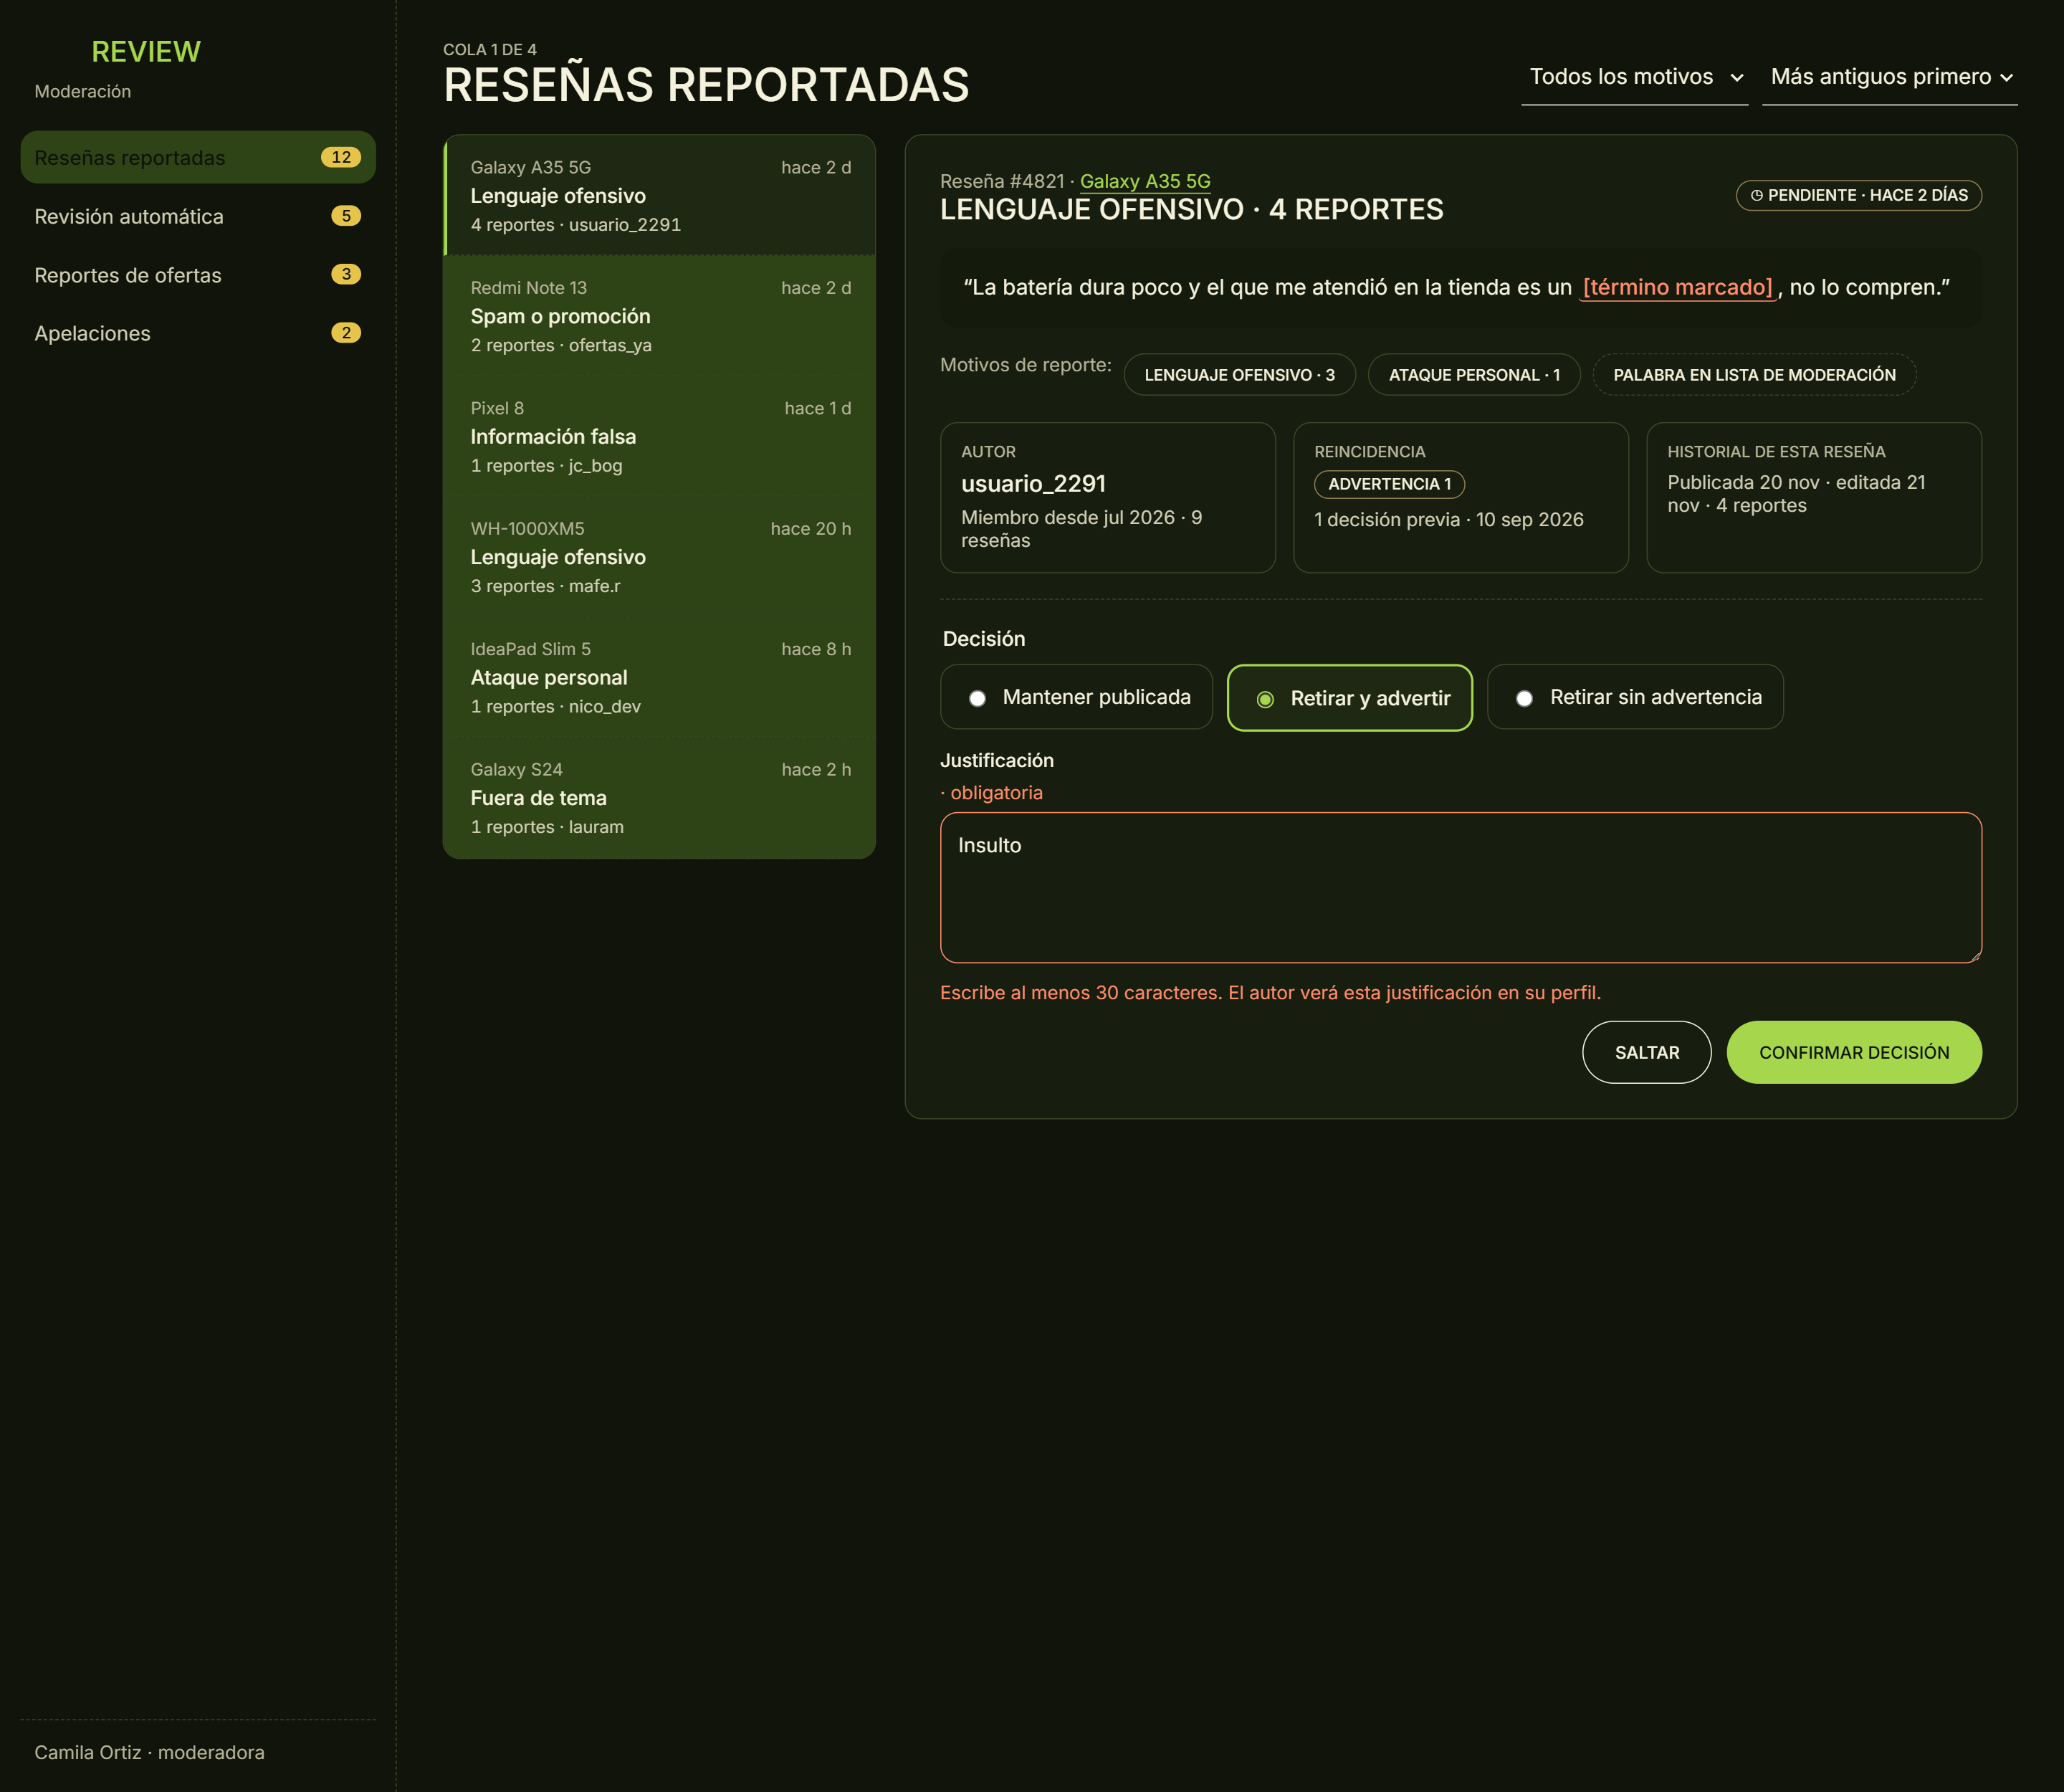 REVIEW
Moderación
Reseñas reportadas 12
Revisión automática 5
Reportes de ofertas 3
Apelaciones 2
Camila Ortiz · moderadora
COLA 1 DE 4
RESEÑAS REPORTADAS
Todos los motivos
Más antiguos primero
Galaxy A35 5G hace 2 d
Lenguaje ofensivo
4 reportes · usuario_2291
Redmi Note 13 hace 2 d
Spam o promoción
2 reportes · ofertas_ya
Pixel 8 hace 1 d
Información falsa
1 reportes · jc_bog
WH-1000XM5 hace 20 h
Lenguaje ofensivo
3 reportes · mafe.r
IdeaPad Slim 5 hace 8 h
Ataque personal
1 reportes · nico_dev
Galaxy S24 hace 2 h
Fuera de tema
1 reportes · lauram
Reseña #4821 · Galaxy A35 5G
LENGUAJE OFENSIVO · 4 REPORTES
PENDIENTE · HACE 2 DÍAS
“La batería dura poco y el que me atendió en la tienda es un [término marcado], no lo compren.”
Motivos de reporte: LENGUAJE OFENSIVO · 3 ATAQUE PERSONAL · 1 PALABRA EN LISTA DE MODERACIÓN
AUTOR
usuario_2291
Miembro desde jul 2026 · 9
reseñas
REINCIDENCIA
ADVERTENCIA 1
1 decisión previa · 10 sep 2026
HISTORIAL DE ESTA RESEÑA
Publicada 20 nov · editada 21
nov · 4 reportes
Decisión
Mantener publicada
Retirar y advertir
Retirar sin advertencia
Justificación
· obligatoria
Insulto
Escribe al menos 30 caracteres. El autor verá esta justificación en su perfil.
SALTAR
CONFIRMAR DECISIÓN